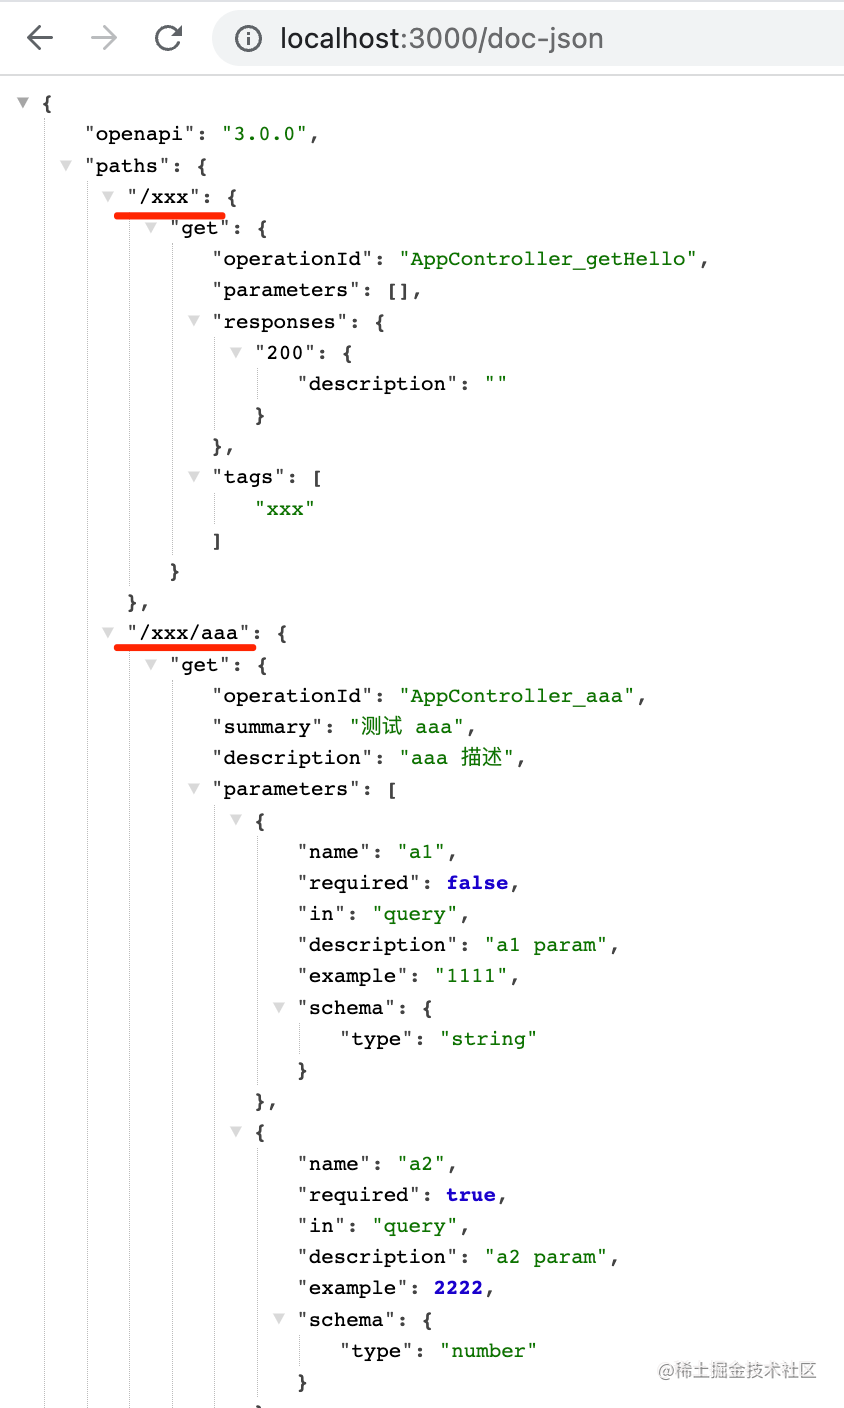 localhost:3000/doc-json
{
"openapi": "3.0.0",
"paths": {
"/xxx": {
"get": {
"operationId": "AppController_getHello",
"parameters": [],
"responses": {
"200": {
"description": ""
}
},
"tags": [
"xxx"
]
}
},
"/xxx/aaa": {
"get": {
"operationId": "AppController_aaa",
"summary": "测试 aaa",
"description": "aaa 描述",
"parameters": [
{
"name": "a1",
"required": false,
"in": "query",
"description": "a1 param",
"example": "1111",
"schema": {
"type": "string"
}
},
{
"name": "a2",
"required": true,
"in": "query",
"description": "a2 param",
"example": 2222,
"schema": {
"type": "number"
}
@稀土掘金技术社区